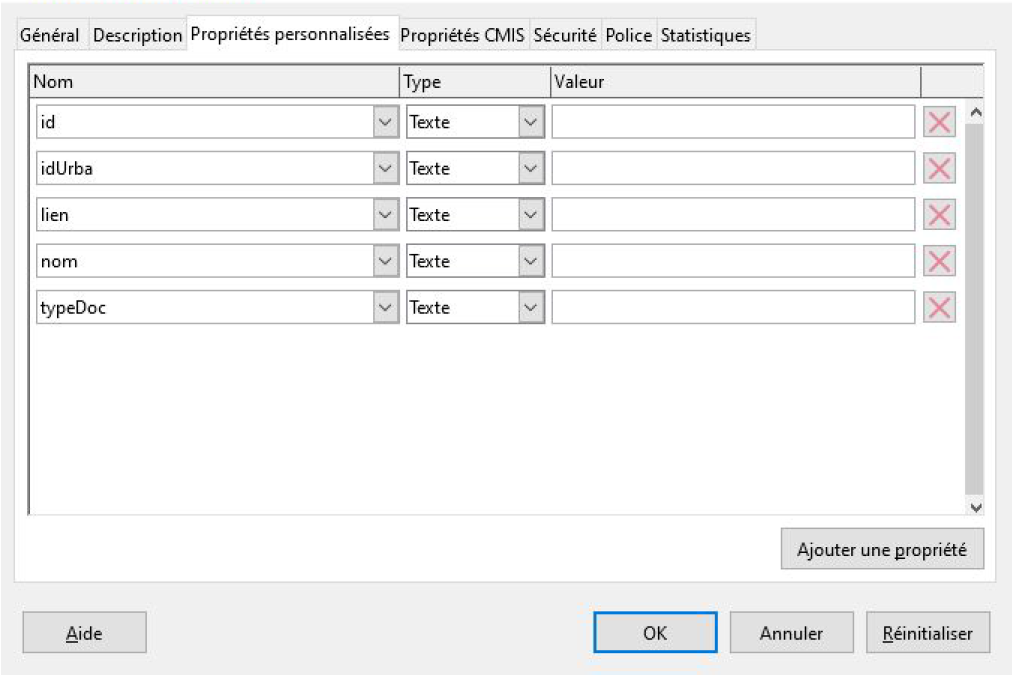 Général Description Propriétés personnalisées Propriétés CMIS Sécurité Police Statistiques
Nom Type Valeur
id Texte
idUrba Texte
lien Texte
nom Texte
typeDoc Texte
Ajouter une propriété
Aide OK Annuler Réinitialiser